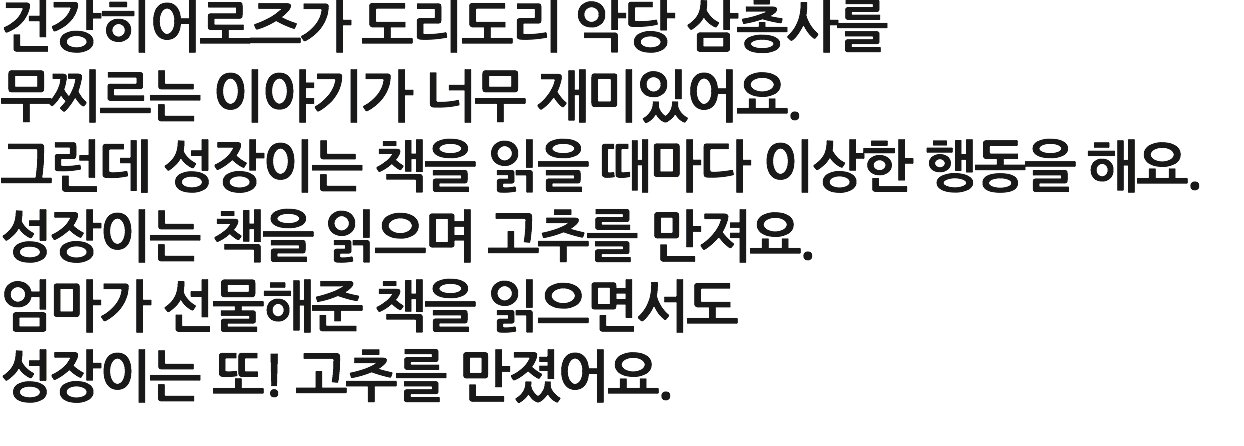 건강히어로즈가 도리도리 악당 삼총사를
무찌르는 이야기가 너무 재미있어요.
그런데 성장이는 책을 읽을 때마다 이상한 행동을 해요.
성장이는 책을 읽으며 고추를 만져요.
엄마가 선물해준 책을 읽으면서도
성장이는 또! 고추를 만졌어요.